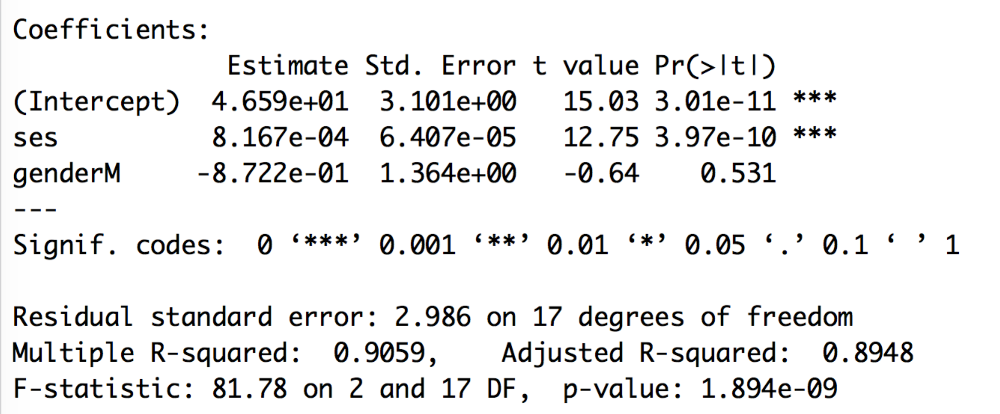 Coefficients:
              Estimate Std. Error t value Pr(>|t|)
(Intercept)  4.659e+01  3.101e+00   15.03 3.01e-11 ***
ses          8.167e-04  6.407e-05   12.75 3.97e-10 ***
genderM     -8.722e-01  1.364e+00   -0.64    0.531
---
Signif. codes:  0 ‘***’ 0.001 ‘**’ 0.01 ‘*’ 0.05 ‘.’ 0.1 ‘ ’ 1
Residual standard error: 2.986 on 17 degrees of freedom
Multiple R-squared:  0.9059,    Adjusted R-squared:  0.8948
F-statistic: 81.78 on 2 and 17 DF,  p-value: 1.894e-09